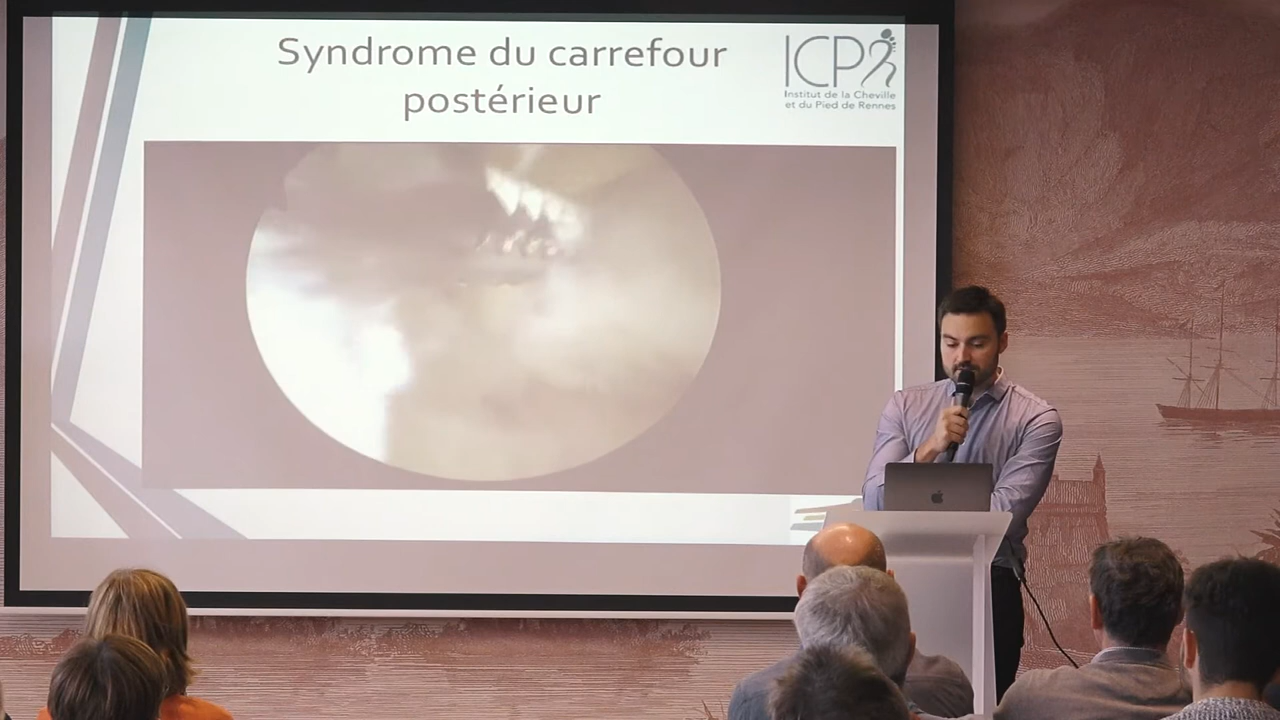 Syndrome du carrefour
postérieur
ICP
Institut de la Cheville
et du Pied de Rennes